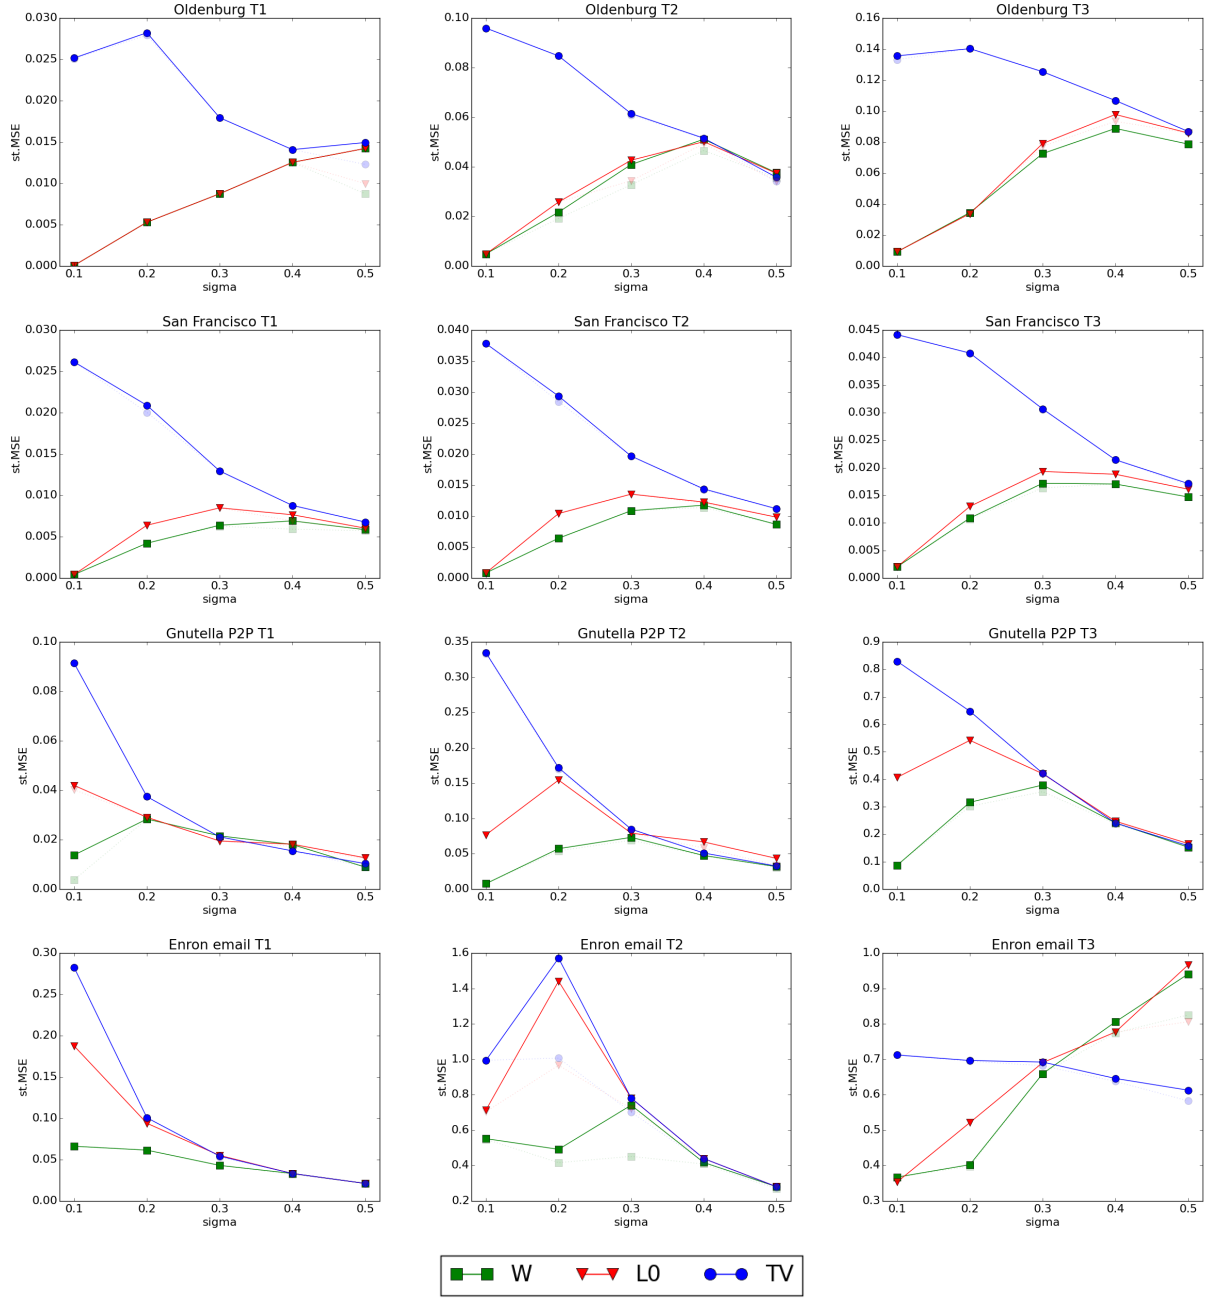 Oldenburg T1
0.030
0.025
0.020
0.015
0.010
0.005
0.000
st.MSE
0.1 0.2 0.3 0.4 0.5
sigma
Oldenburg T2
0.10
0.08
0.06
0.04
0.02
0.00
st.MSE
0.1 0.2 0.3 0.4 0.5
sigma
Oldenburg T3
0.16
0.14
0.12
0.10
0.08
0.06
0.04
0.02
0.00
st.MSE
0.1 0.2 0.3 0.4 0.5
sigma
San Francisco T1
0.030
0.025
0.020
0.015
0.010
0.005
0.000
st.MSE
0.1 0.2 0.3 0.4 0.5
sigma
San Francisco T2
0.040
0.035
0.030
0.025
0.020
0.015
0.010
0.005
0.000
st.MSE
0.1 0.2 0.3 0.4 0.5
sigma
San Francisco T3
0.045
0.040
0.035
0.030
0.025
0.020
0.015
0.010
0.005
0.000
st.MSE
0.1 0.2 0.3 0.4 0.5
sigma
Gnutella P2P T1
0.10
0.08
0.06
0.04
0.02
0.00
st.MSE
0.1 0.2 0.3 0.4 0.5
sigma
Gnutella P2P T2
0.35
0.30
0.25
0.20
0.15
0.10
0.05
0.00
st.MSE
0.1 0.2 0.3 0.4 0.5
sigma
Gnutella P2P T3
0.9
0.8
0.7
0.6
0.5
0.4
0.3
0.2
0.1
0.0
st.MSE
0.1 0.2 0.3 0.4 0.5
sigma
Enron email T1
0.30
0.25
0.20
0.15
0.10
0.05
0.00
st.MSE
0.1 0.2 0.3 0.4 0.5
sigma
Enron email T2
1.6
1.4
1.2
1.0
0.8
0.6
0.4
0.2
st.MSE
0.1 0.2 0.3 0.4 0.5
sigma
Enron email T3
1.0
0.9
0.8
0.7
0.6
0.5
0.4
0.3
st.MSE
0.1 0.2 0.3 0.4 0.5
sigma
W L0 TV